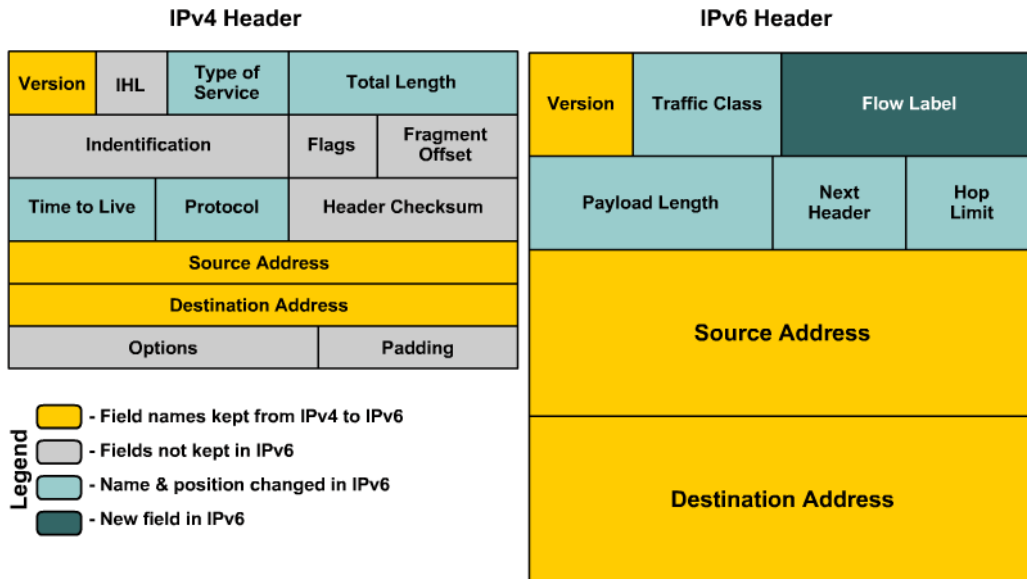 IPv4 Header
Version
IHL
Type of
Service
Total Length
Indentification
Flags
Fragment
Offset
Time to Live
Protocol
Header Checksum
Source Address
Destination Address
Options
Padding
Legend
- Field names kept from IPv4 to IPv6
- Fields not kept in IPv6
- Name & position changed in IPv6
- New field in IPv6
IPv6 Header
Version
Traffic Class
Flow Label
Payload Length
Next
Header
Hop
Limit
Source Address
Destination Address